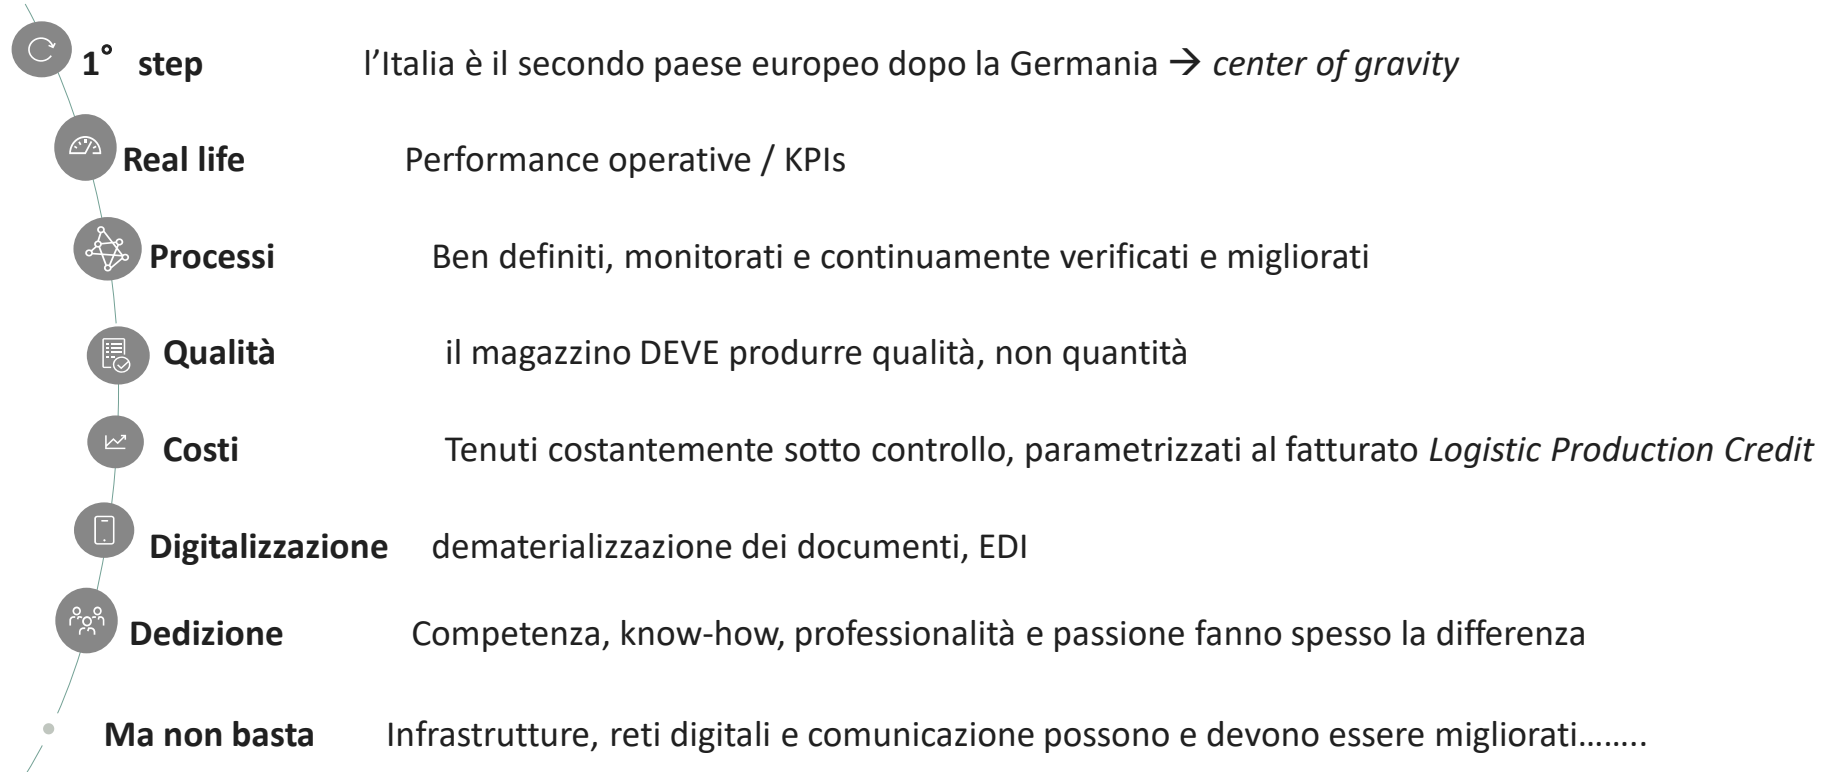 1° step l’Italia è il secondo paese europeo dopo la Germania → center of gravity
Real life Performance operative / KPIs
Processi Ben definiti, monitorati e continuamente verificati e migliorati
Qualità il magazzino DEVE produrre qualità, non quantità
Costi Tenuti costantemente sotto controllo, parametrizzati al fatturato Logistic Production Credit
Digitalizzazione dematerializzazione dei documenti, EDI
Dedizione Competenza, know-how, professionalità e passione fanno spesso la differenza
Ma non basta Infrastrutture, reti digitali e comunicazione possono e devono essere migliorati……..